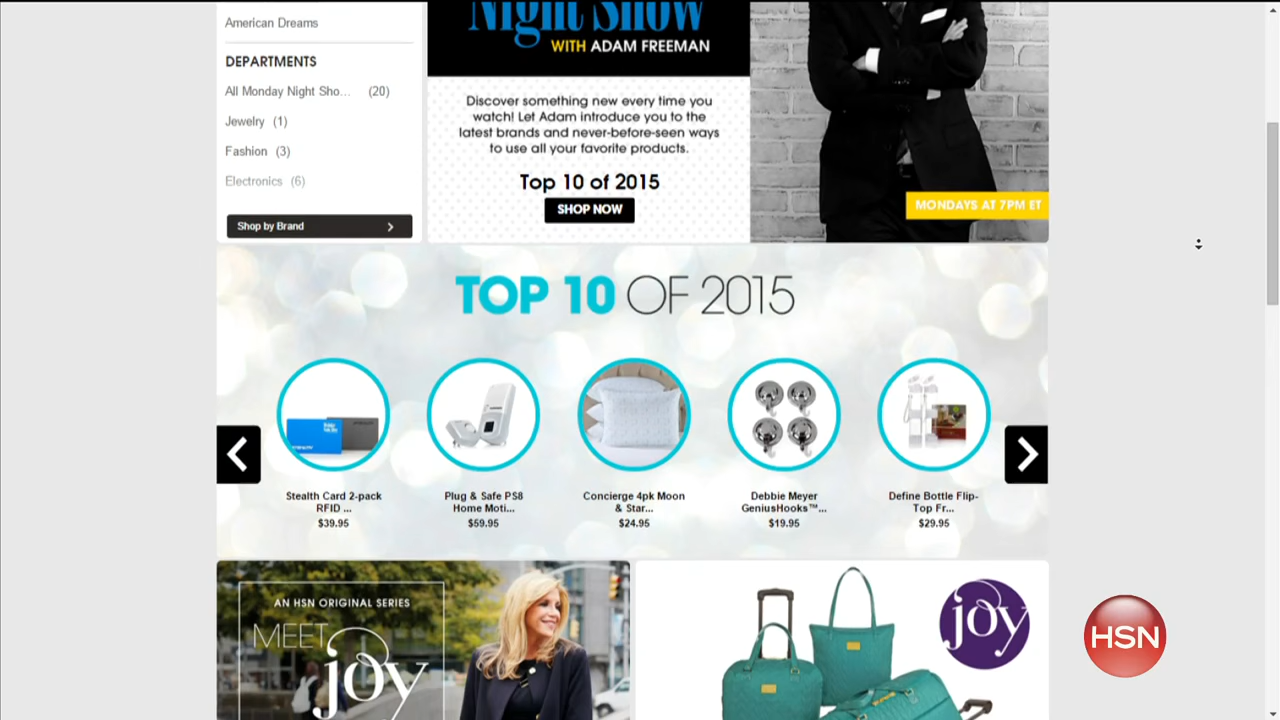 American Dreams
DEPARTMENTS
All Monday Night Sho... (20)
Jewelry (1)
Fashion (3)
Electronics (6)
Shop by Brand
Night Show
WITH ADAM FREEMAN
Discover something new every time you
watch! Let Adam introduce you to the
latest brands and never-before-seen ways
to use all your favorite products.
Top 10 of 2015
SHOP NOW
MONDAYS AT 7PM ET
TOP 10 OF 2015
Stealth Card 2-pack
RFID ...
$39.95
Plug & Safe PS8
Home Moti...
$59.95
Concierge 4pk Moon
& Star...
$24.95
Debbie Meyer
GeniusHooks™...
$19.95
Define Bottle Flip-
Top Fr...
$29.95
AN HSN ORIGINAL SERIES
MEET
joy
joy
HSN